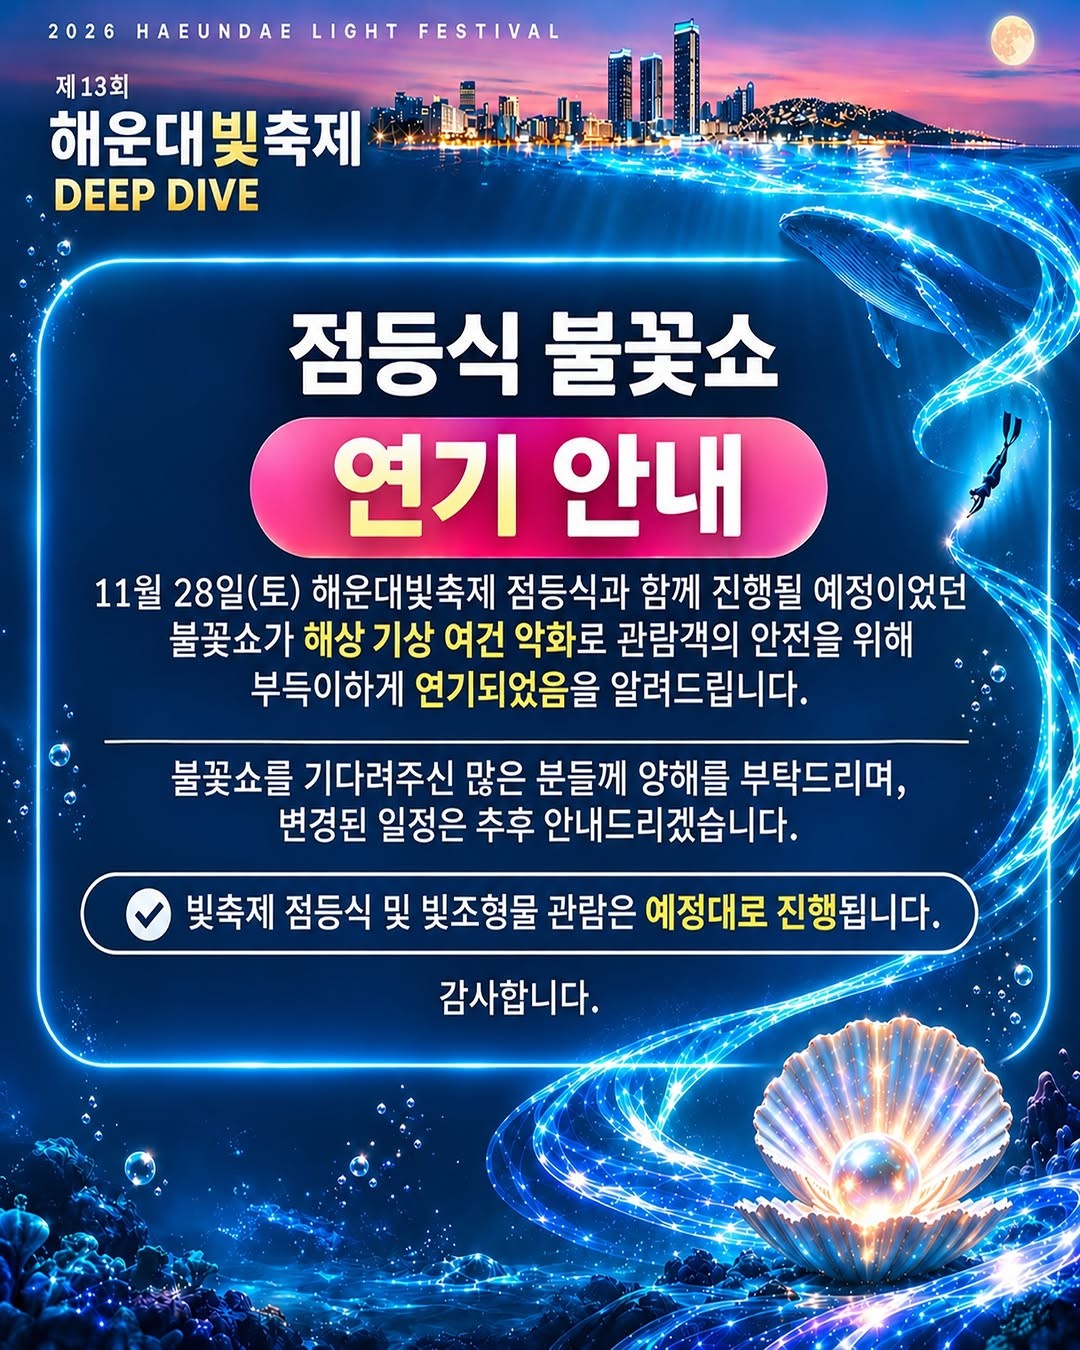 2026 HAEUNDAE LIGHT FESTIVAL
제13회
해운대빛축제
DEEP DIVE
점등식 불꽃쇼
연기 안내
11월 28일(토) 해운대빛축제 점등식과 함께 진행될 예정이었던
불꽃쇼가 해상 기상 여건 악화로 관람객의 안전을 위해
부득이하게 연기되었음을 알려드립니다.
불꽃쇼를 기다려주신 많은 분들께 양해를 부탁드리며,
변경된 일정은 추후 안내드리겠습니다.
빛축제 점등식 및 빛조형물 관람은 예정대로 진행됩니다.
감사합니다.